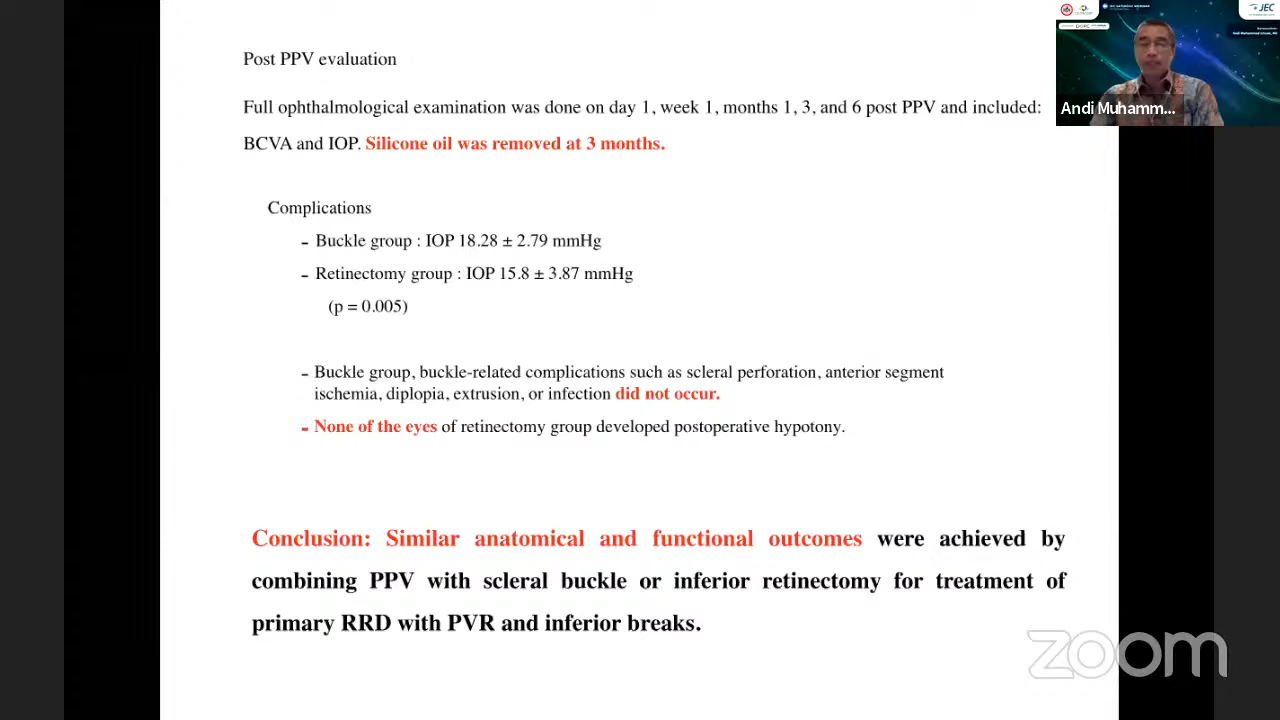 Post PPV evaluation
Full ophthalmological examination was done on day 1, week 1, months 1, 3, and 6 post PPV and included:
BCVA and IOP. Silicone oil was removed at 3 months.
Complications
- Buckle group : IOP 18.28 ± 2.79 mmHg
- Retinectomy group : IOP 15.8 ± 3.87 mmHg
(p = 0.005)
- Buckle group, buckle-related complications such as scleral perforation, anterior segment
ischemia, diplopia, extrusion, or infection did not occur.
- None of the eyes of retinectomy group developed postoperative hypotony.
Conclusion: Similar anatomical and functional outcomes were achieved by
combining PPV with scleral buckle or inferior retinectomy for treatment of
primary RRD with PVR and inferior breaks.
JEC
Andi Muhamm...
zoom